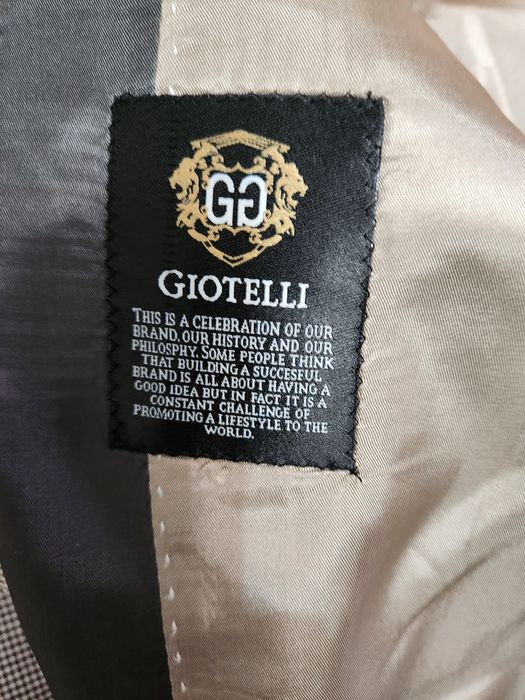 GG
GIOTELLI
THIS IS A CELEBRATION OF OUR
BRAND, OUR HISTORY AND OUR
PHILOSPHY. SOME PEOPLE THINK
THAT BUILDING A SUCCESFUL
BRAND IS ALL ABOUT HAVING A
GOOD IDEA BUT IN FACT IT IS A
CONSTANT CHALLENGE OF
PROMOTING A LIFESTYLE TO THE
WORLD.